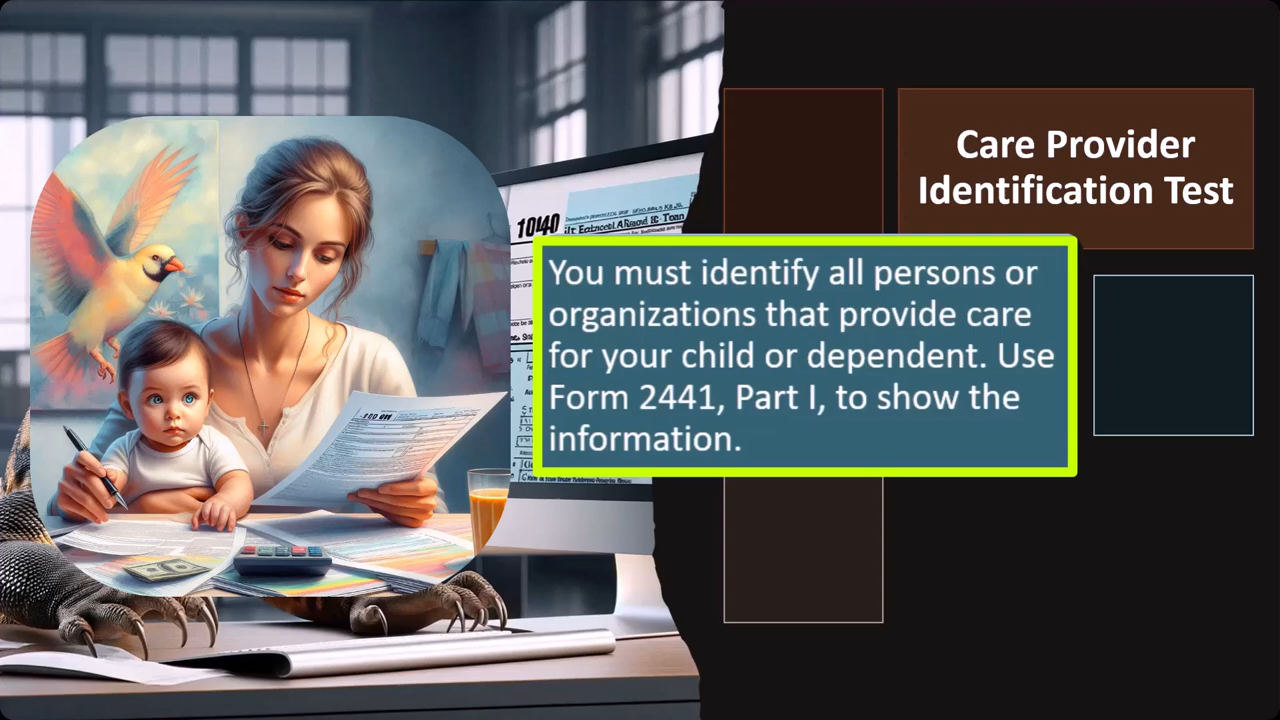 Care Provider
Identification Test
You must identify all persons or
organizations that provide care
for your child or dependent. Use
Form 2441, Part I, to show the
information.
1040